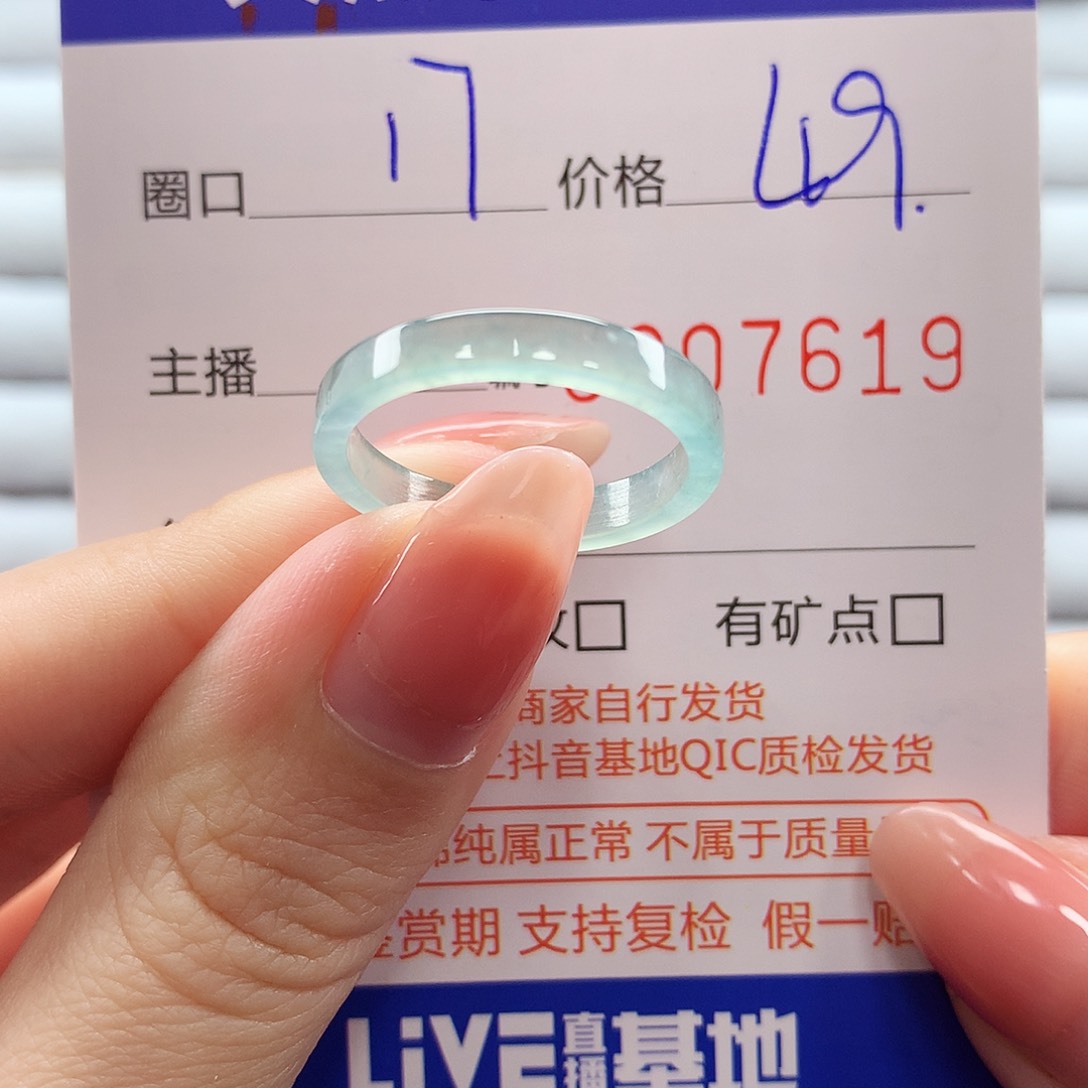 圈口 17 价格 49.
主播 07619
有矿点□
商家自行发货
抖音基地QIC质检发货
纯属正常 不属于质量
鉴赏期 支持复检 假一赔
LiVE直播基地